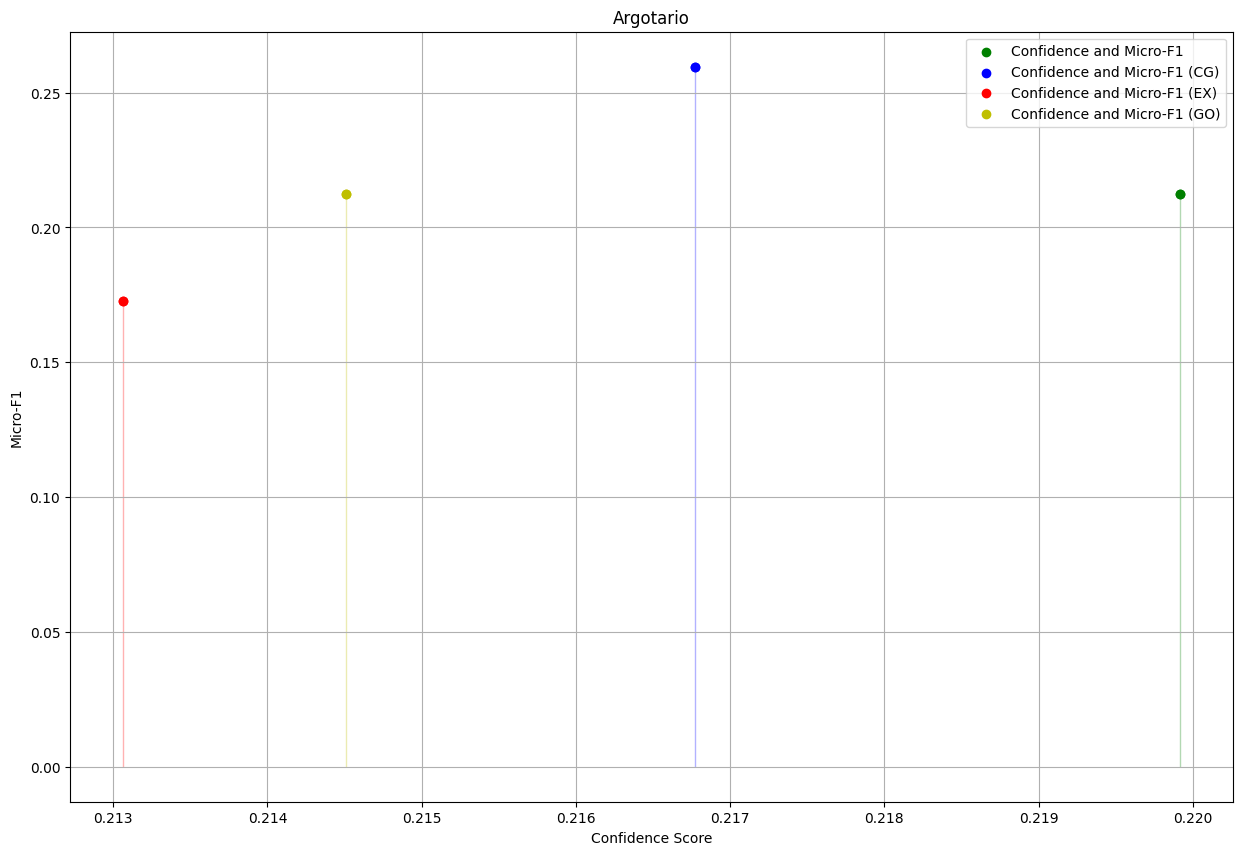 Argotario
Confidence and Micro-F1
Confidence and Micro-F1 (CG)
Confidence and Micro-F1 (EX)
Confidence and Micro-F1 (GO)
Micro-F1
0.25
0.20
0.15
0.10
0.05
0.00
0.213 0.214 0.215 0.216 0.217 0.218 0.219 0.220
Confidence Score